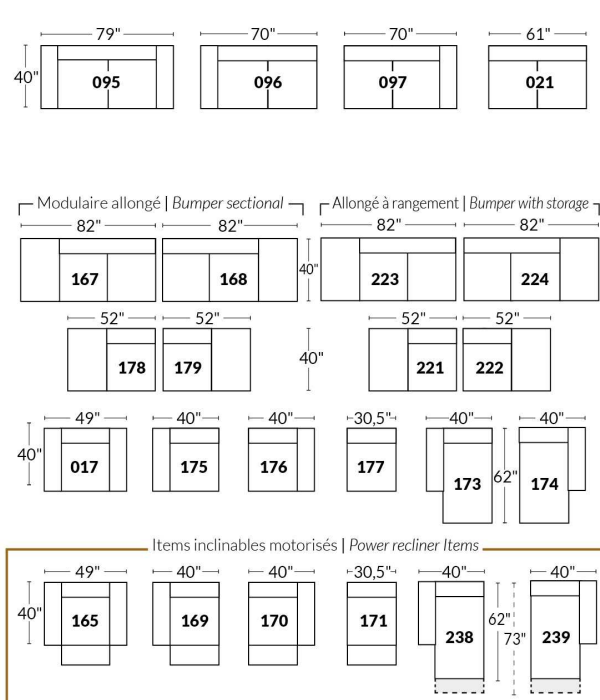 79" 70" 70" 61"
40" 095 096 097 021
Modulaire allongé | Bumper sectional Allongé à rangement | Bumper with storage
82" 82" 82" 82"
167 168 40" 223 224
52" 52" 52" 52"
178 179 40" 221 222
49" 40" 40" 30,5" 40" 40"
40" 017 175 176 177 173 62" 174
Items inclinables motorisés | Power recliner Items
49" 40" 40" 30,5" 40" 40"
40" 165 169 170 171 238 62" 73" 239